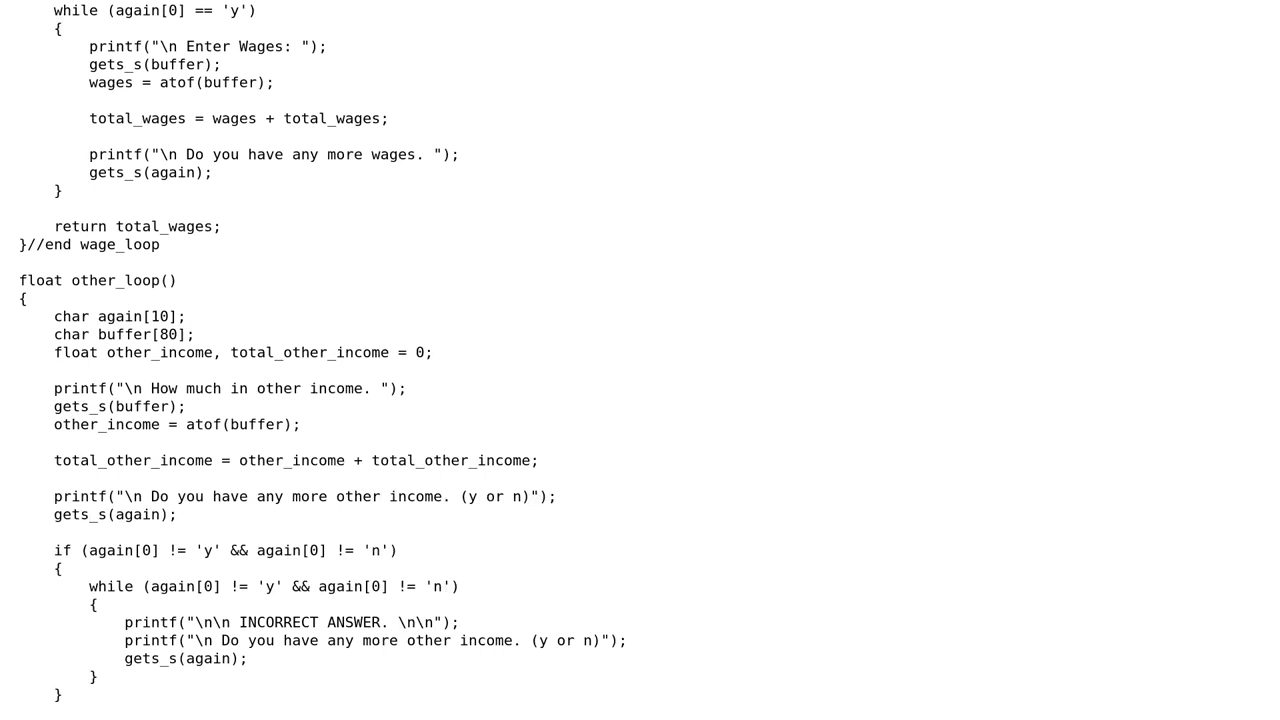 while (again[0] == 'y')
{
printf("\n Enter Wages: ");
gets_s(buffer);
wages = atof(buffer);
total_wages = wages + total_wages;
printf("\n Do you have any more wages. ");
gets_s(again);
}
return total_wages;
}//end wage_loop
float other_loop()
{
char again[10];
char buffer[80];
float other_income, total_other_income = 0;
printf("\n How much in other income. ");
gets_s(buffer);
other_income = atof(buffer);
total_other_income = other_income + total_other_income;
printf("\n Do you have any more other income. (y or n)");
gets_s(again);
if (again[0] != 'y' && again[0] != 'n')
{
while (again[0] != 'y' && again[0] != 'n')
{
printf("\n\n INCORRECT ANSWER. \n\n");
printf("\n Do you have any more other income. (y or n)");
gets_s(again);
}
}